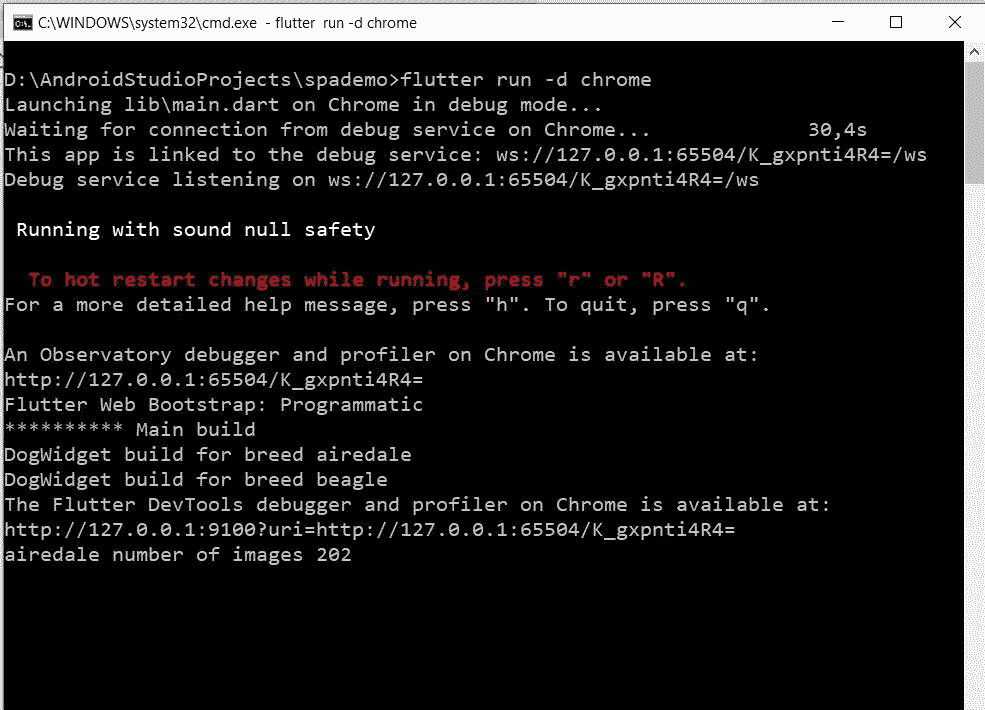 C:\WINDOWS\system32\cmd.exe - flutter run -d chrome
D:\AndroidStudioProjects\spademo>flutter run -d chrome
Launching lib\main.dart on Chrome in debug mode...
Waiting for connection from debug service on Chrome... 30,4s
This app is linked to the debug service: ws://127.0.0.1:65504/K_gxpnti4R4=/ws
Debug service listening on ws://127.0.0.1:65504/K_gxpnti4R4=/ws
Running with sound null safety
To hot restart changes while running, press "r" or "R".
For a more detailed help message, press "h". To quit, press "q".
An Observatory debugger and profiler on Chrome is available at:
http://127.0.0.1:65504/K_gxpnti4R4=
Flutter Web Bootstrap: Programmatic
********** Main build
DogWidget build for breed airedale
DogWidget build for breed beagle
The Flutter DevTools debugger and profiler on Chrome is available at:
http://127.0.0.1:9100?uri=http://127.0.0.1:65504/K_gxpnti4R4=
airedale number of images 202